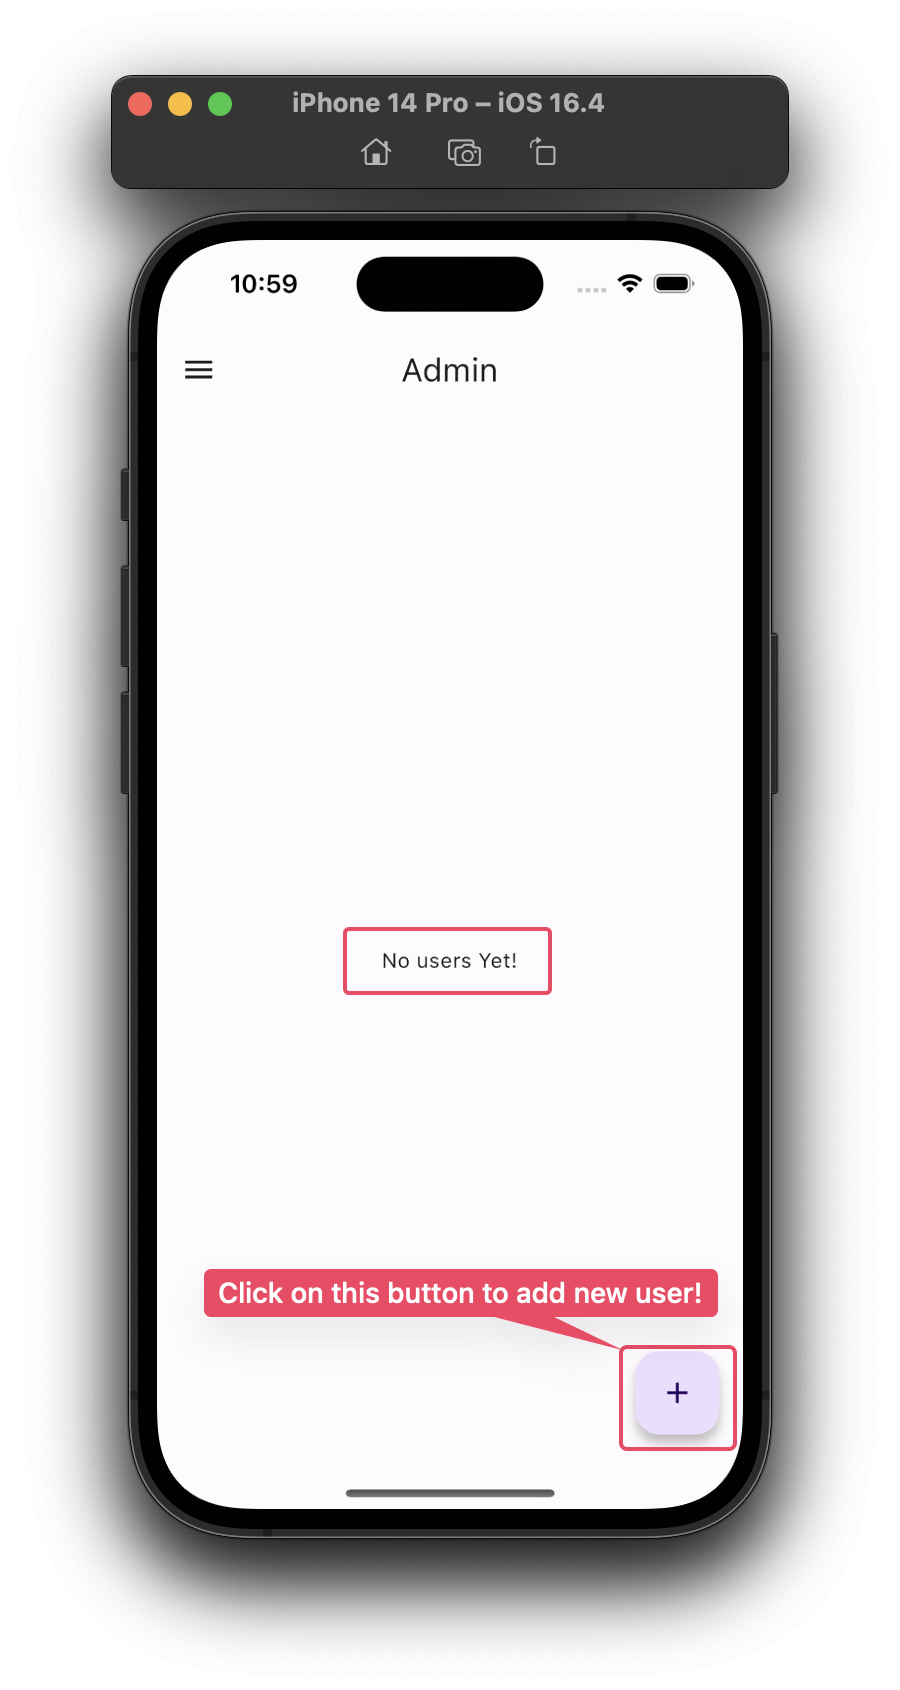 iPhone 14 Pro – iOS 16.4
10:59
Admin
No users Yet!
Click on this button to add new user!